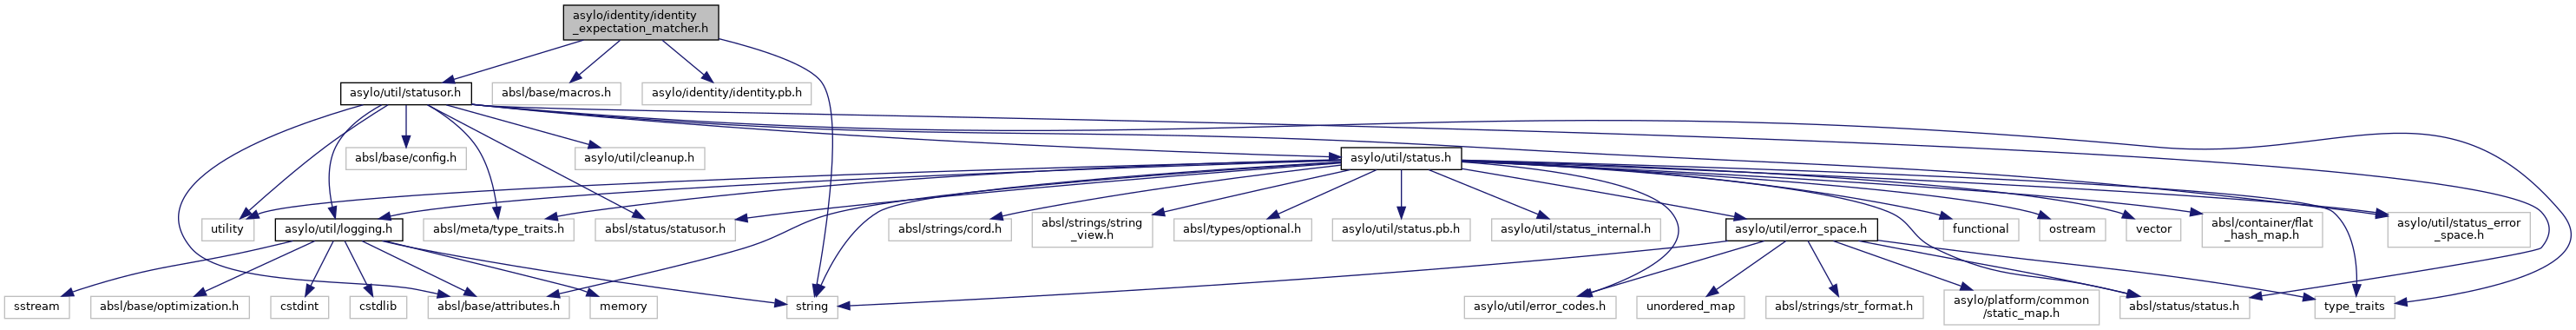 asylo/identity/identity
_expectation_matcher.h
asylo/util/statusor.h
absl/base/macros.h
asylo/identity/identity.pb.h
absl/base/config.h
asylo/util/cleanup.h
asylo/util/status.h
utility
asylo/util/logging.h
absl/meta/type_traits.h
absl/status/statusor.h
absl/strings/cord.h
absl/strings/string
_view.h
absl/types/optional.h
asylo/util/status.pb.h
asylo/util/status_internal.h
asylo/util/error_space.h
functional
ostream
vector
absl/container/flat
_hash_map.h
asylo/util/status_error
_space.h
sstream
absl/base/optimization.h
cstdint
cstdlib
absl/base/attributes.h
memory
string
asylo/util/error_codes.h
unordered_map
absl/strings/str_format.h
asylo/platform/common
/static_map.h
absl/status/status.h
type_traits